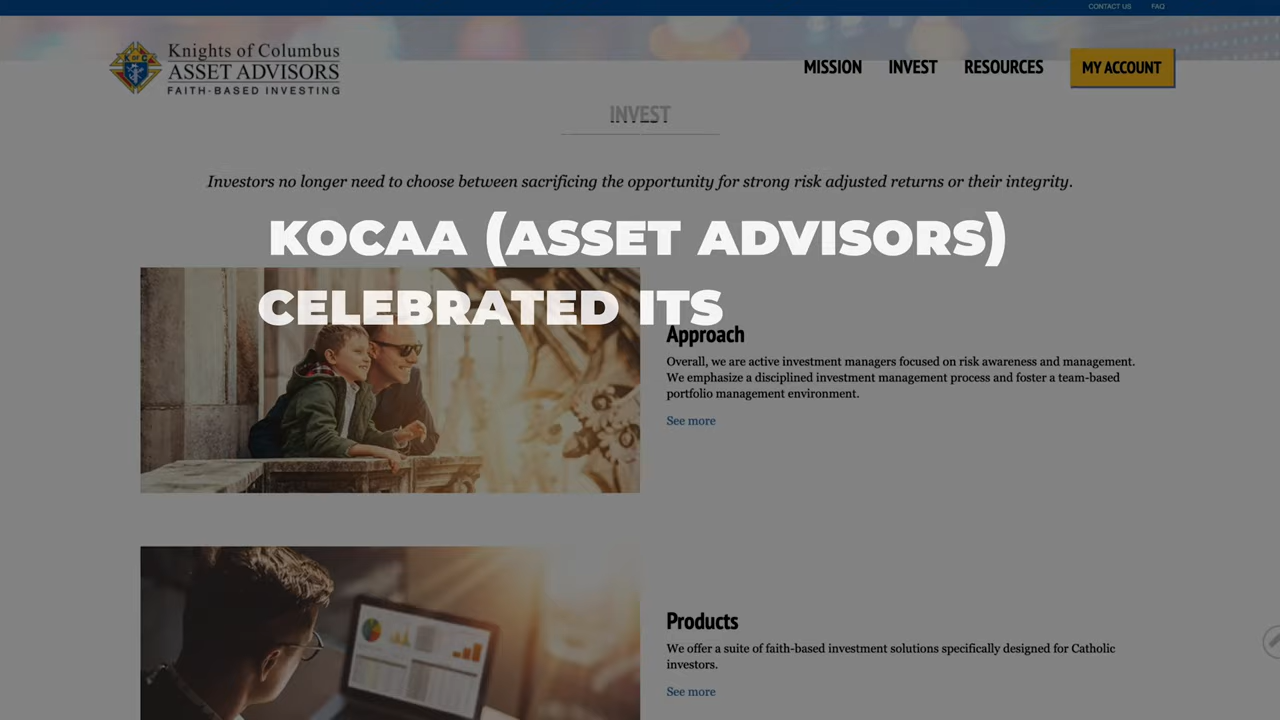 CONTACT US FAQ
Knights of Columbus
ASSET ADVISORS
FAITH-BASED INVESTING
MISSION INVEST RESOURCES MY ACCOUNT
INVEST
Investors no longer need to choose between sacrificing the opportunity for strong risk adjusted returns or their integrity.
KOCAA (ASSET ADVISORS)
CELEBRATED ITS
Approach
Overall, we are active investment managers focused on risk awareness and management.
We emphasize a disciplined investment management process and foster a team-based
portfolio management environment.
See more
Products
We offer a suite of faith-based investment solutions specifically designed for Catholic
investors.
See more